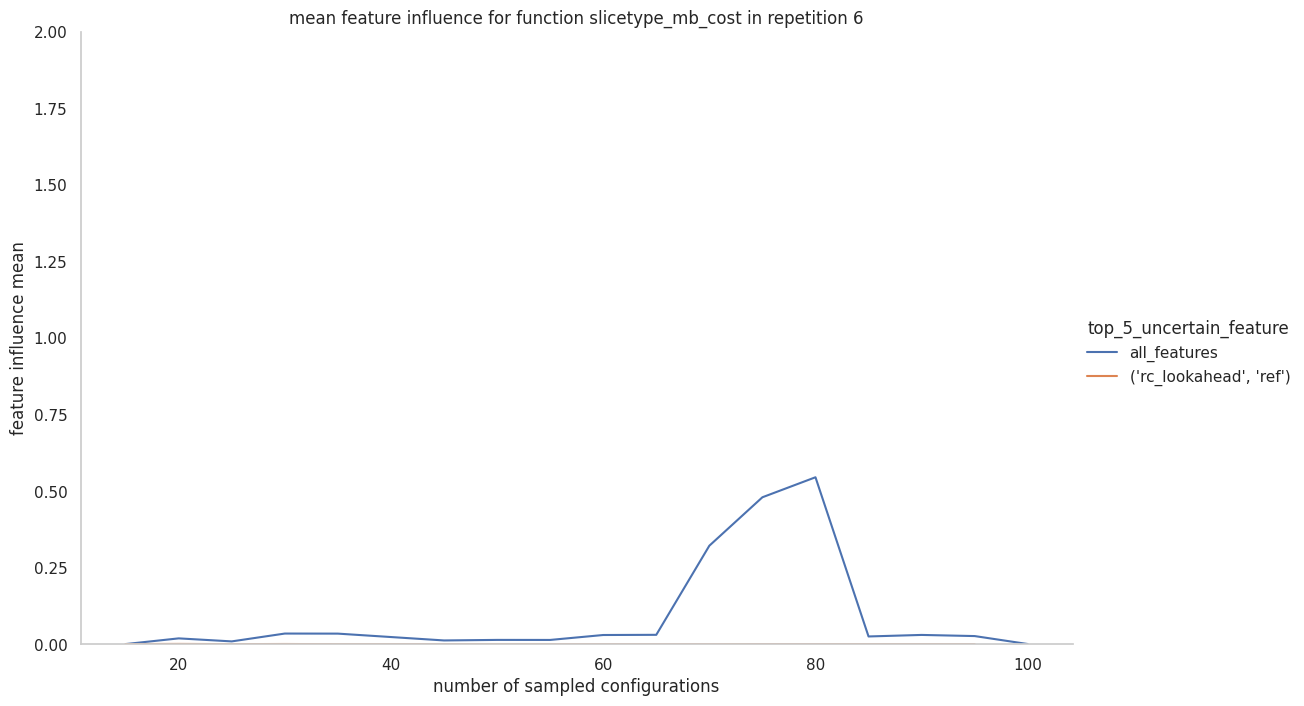 mean feature influence for function slicetype_mb_cost in repetition 6
2.00
1.75
1.50
1.25
1.00
0.75
0.50
0.25
0.00
feature influence mean
20 40 60 80 100
number of sampled configurations
top_5_uncertain_feature
all_features
('rc_lookahead', 'ref')